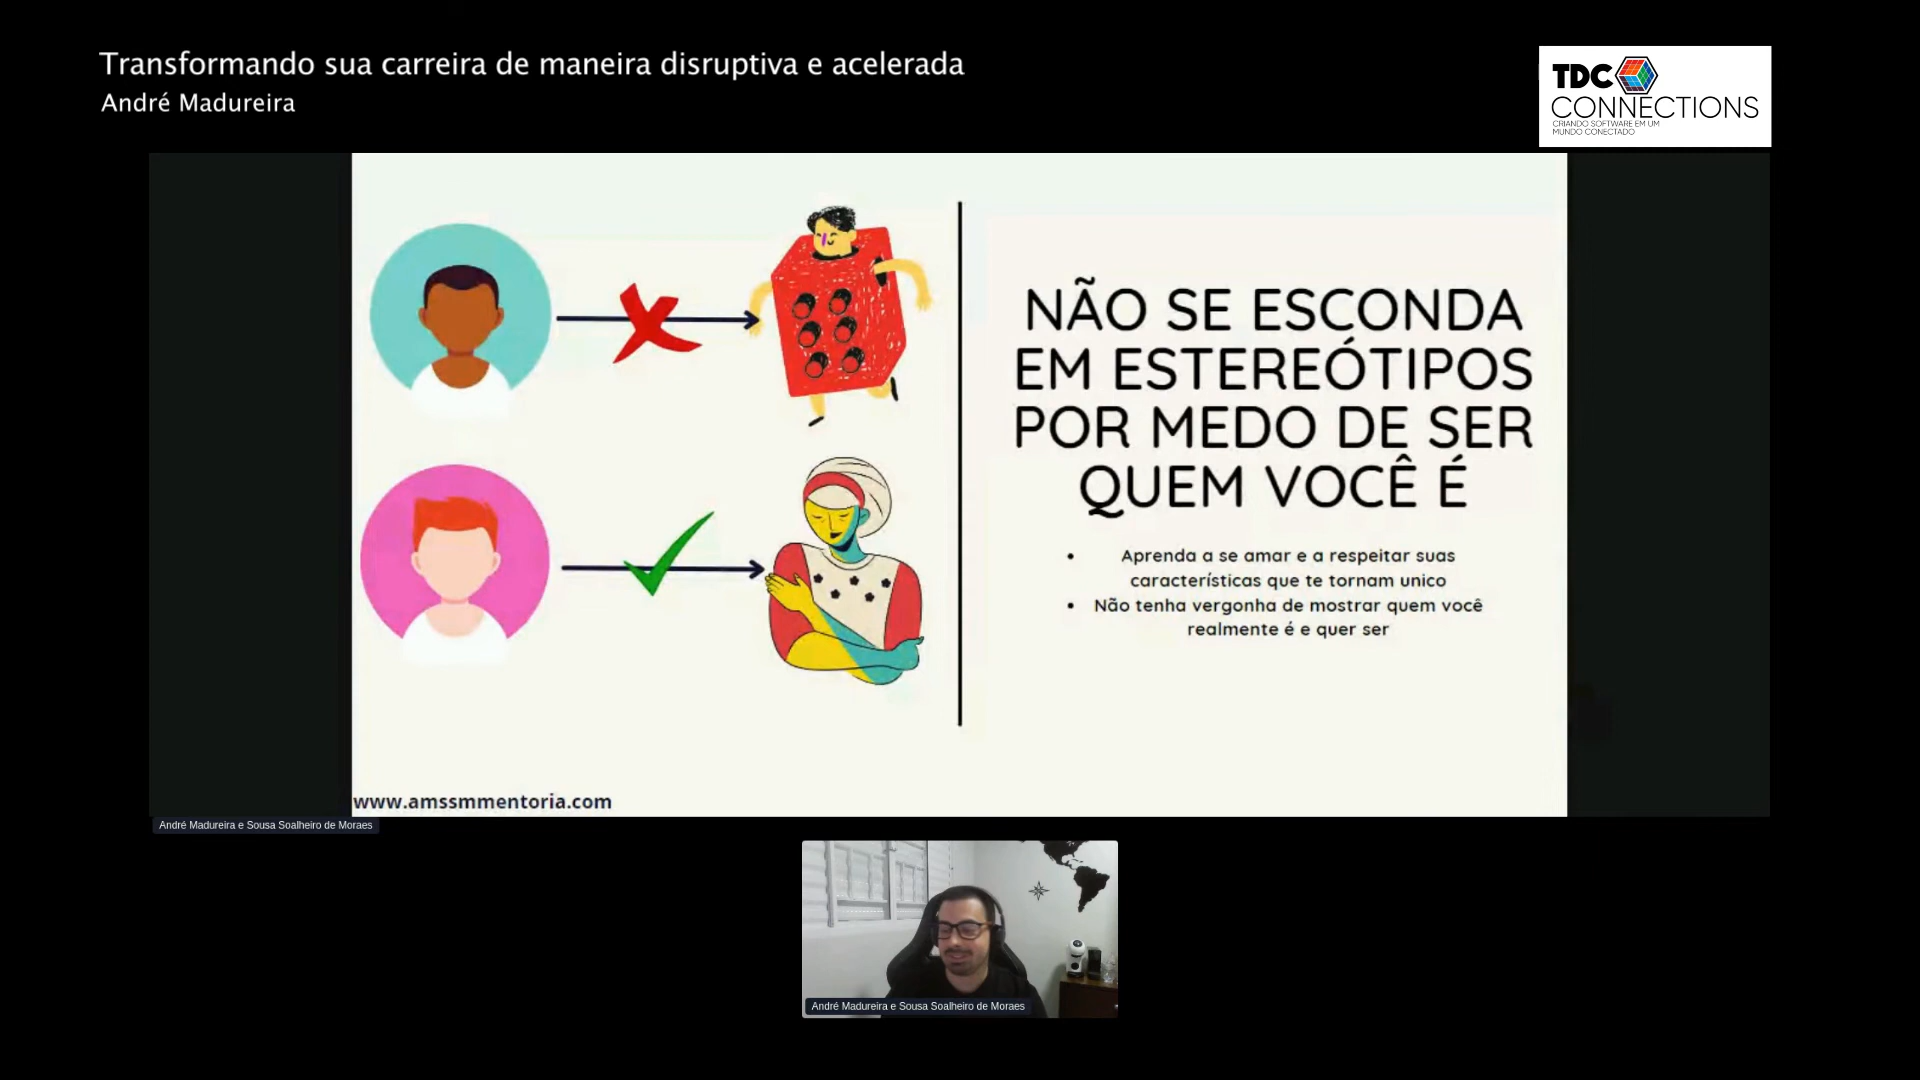 Transformando sua carreira de maneira disruptiva e acelerada
André Madureira
TDC
CONNECTIONS
CRIANDO SOFTWARE EM UM
MUNDO CONECTADO
NÃO SE ESCONDA
EM ESTEREÓTIPOS
POR MEDO DE SER
QUEM VOCÊ É
• Aprenda a se amar e a respeitar suas
características que te tornam unico
• Não tenha vergonha de mostrar quem você
realmente é e quer ser
www.amssmmentoria.com
André Madureira e Sousa Soalheiro de Moraes
André Madureira e Sousa Soalheiro de Moraes